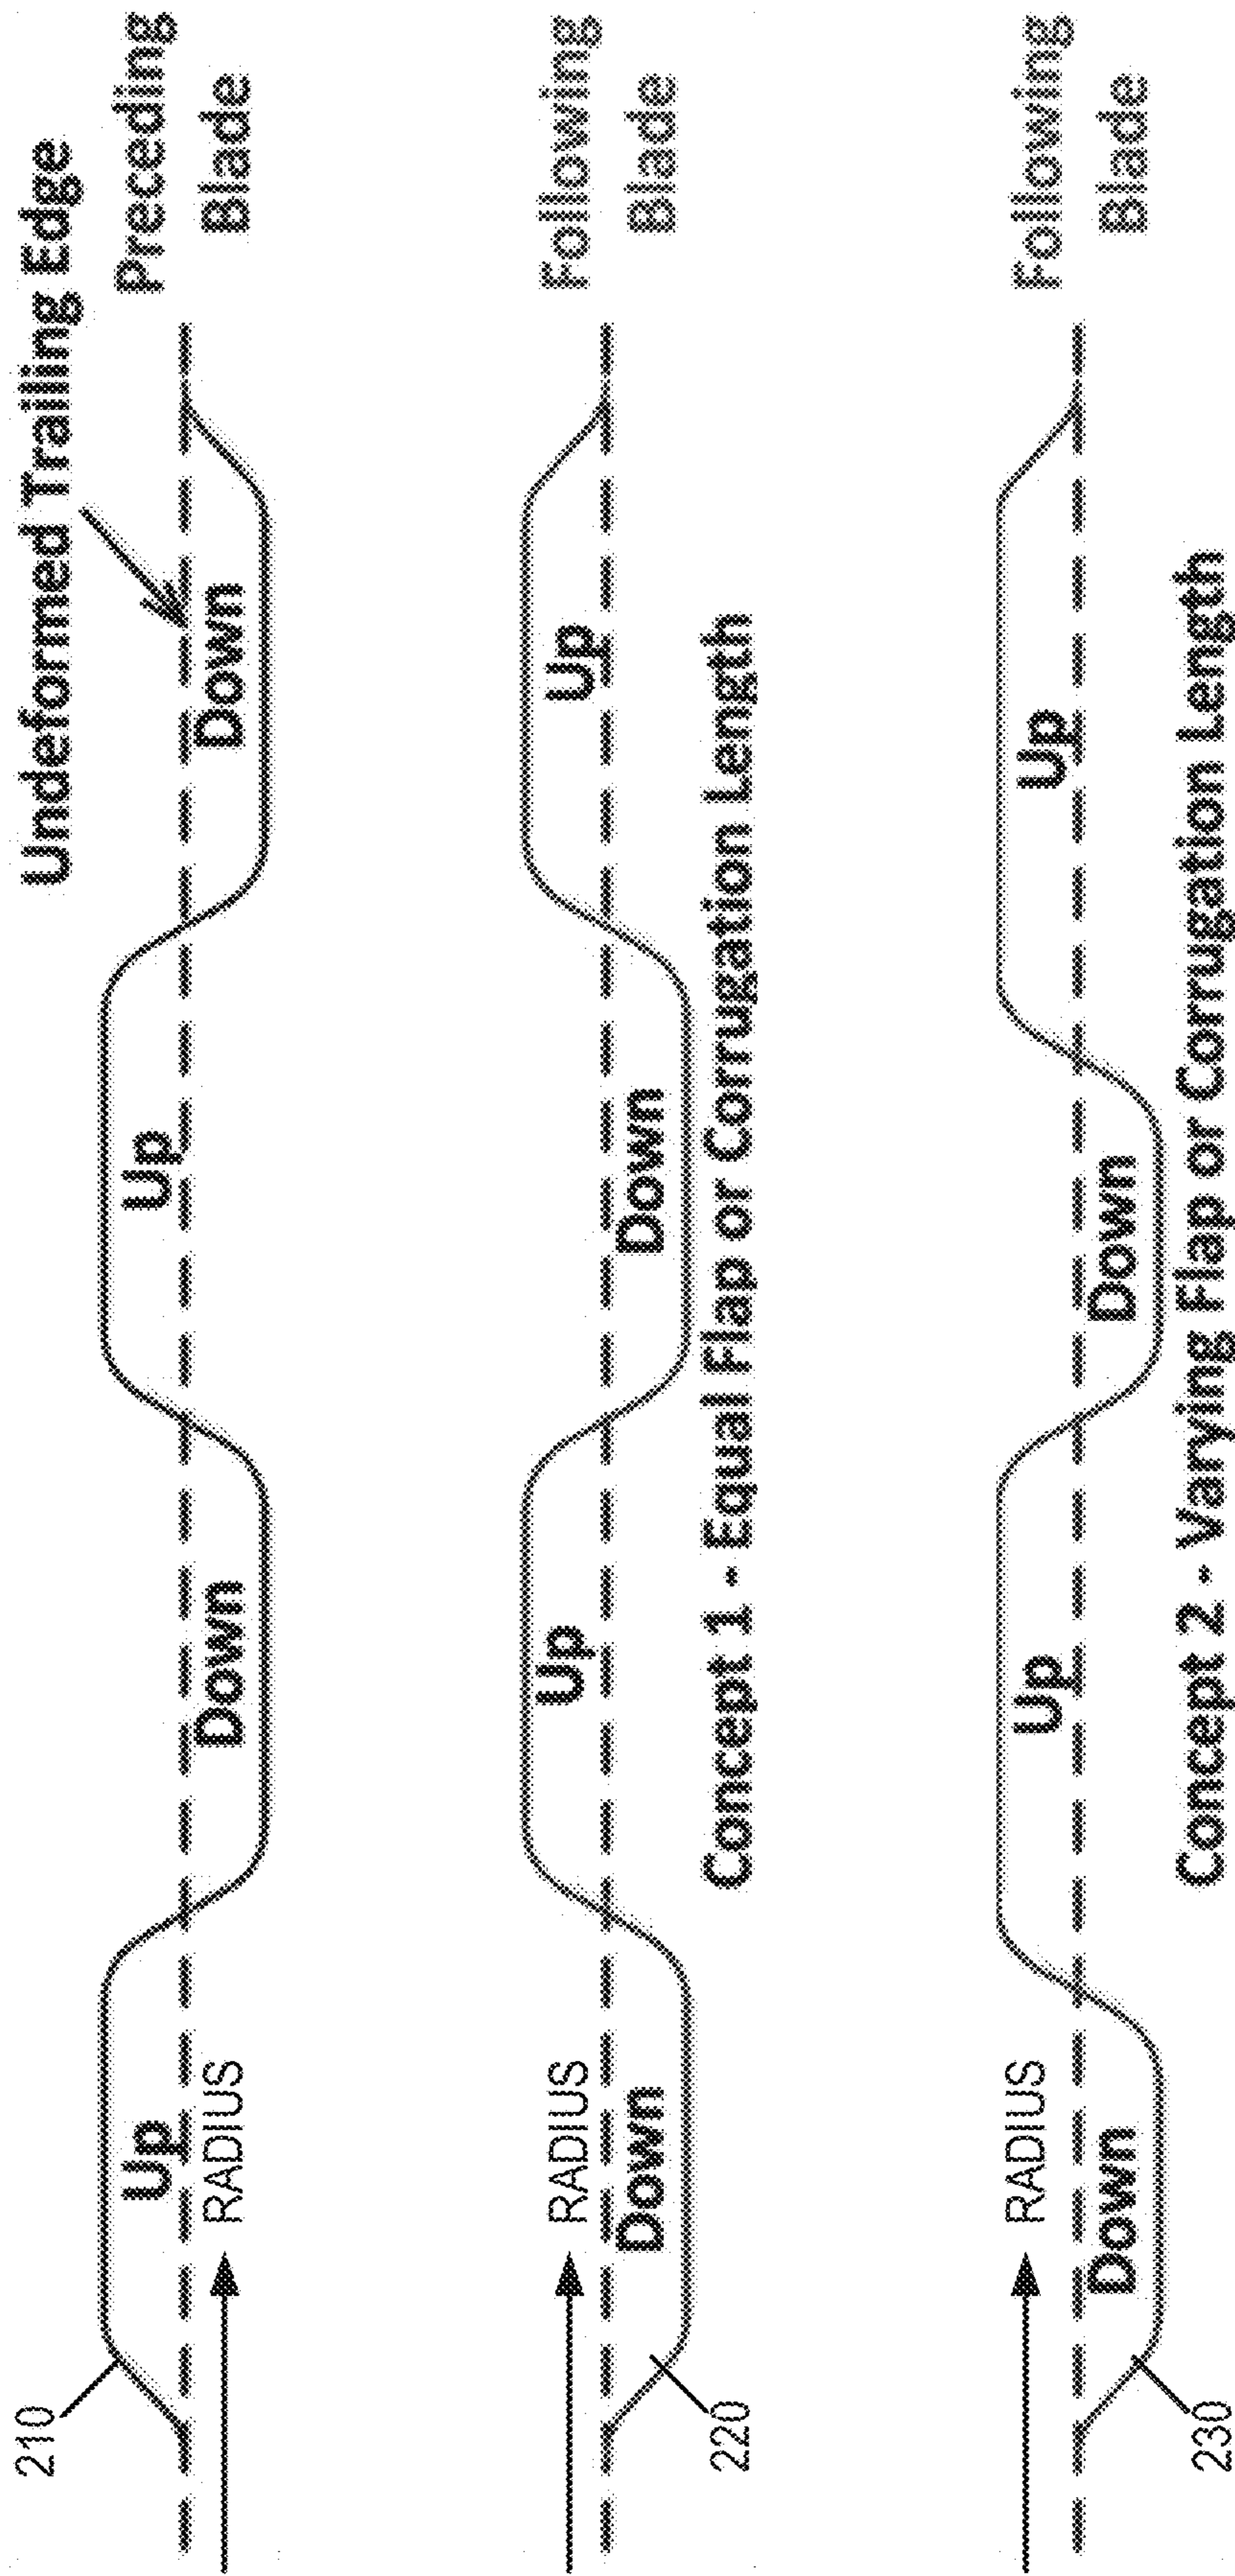 Undeformed Trailing Edge
210
Up
Down
Up
Down
Preceding
Blade
RADIUS
Up
Up
Following
Blade
RADIUS
Down
Down
220
Concept 1 - Equal Flap or Corrugation Length
Up
Up
Following
Blade
RADIUS
Down
Down
230
Concept 2 - Varying Flap or Corrugation Length